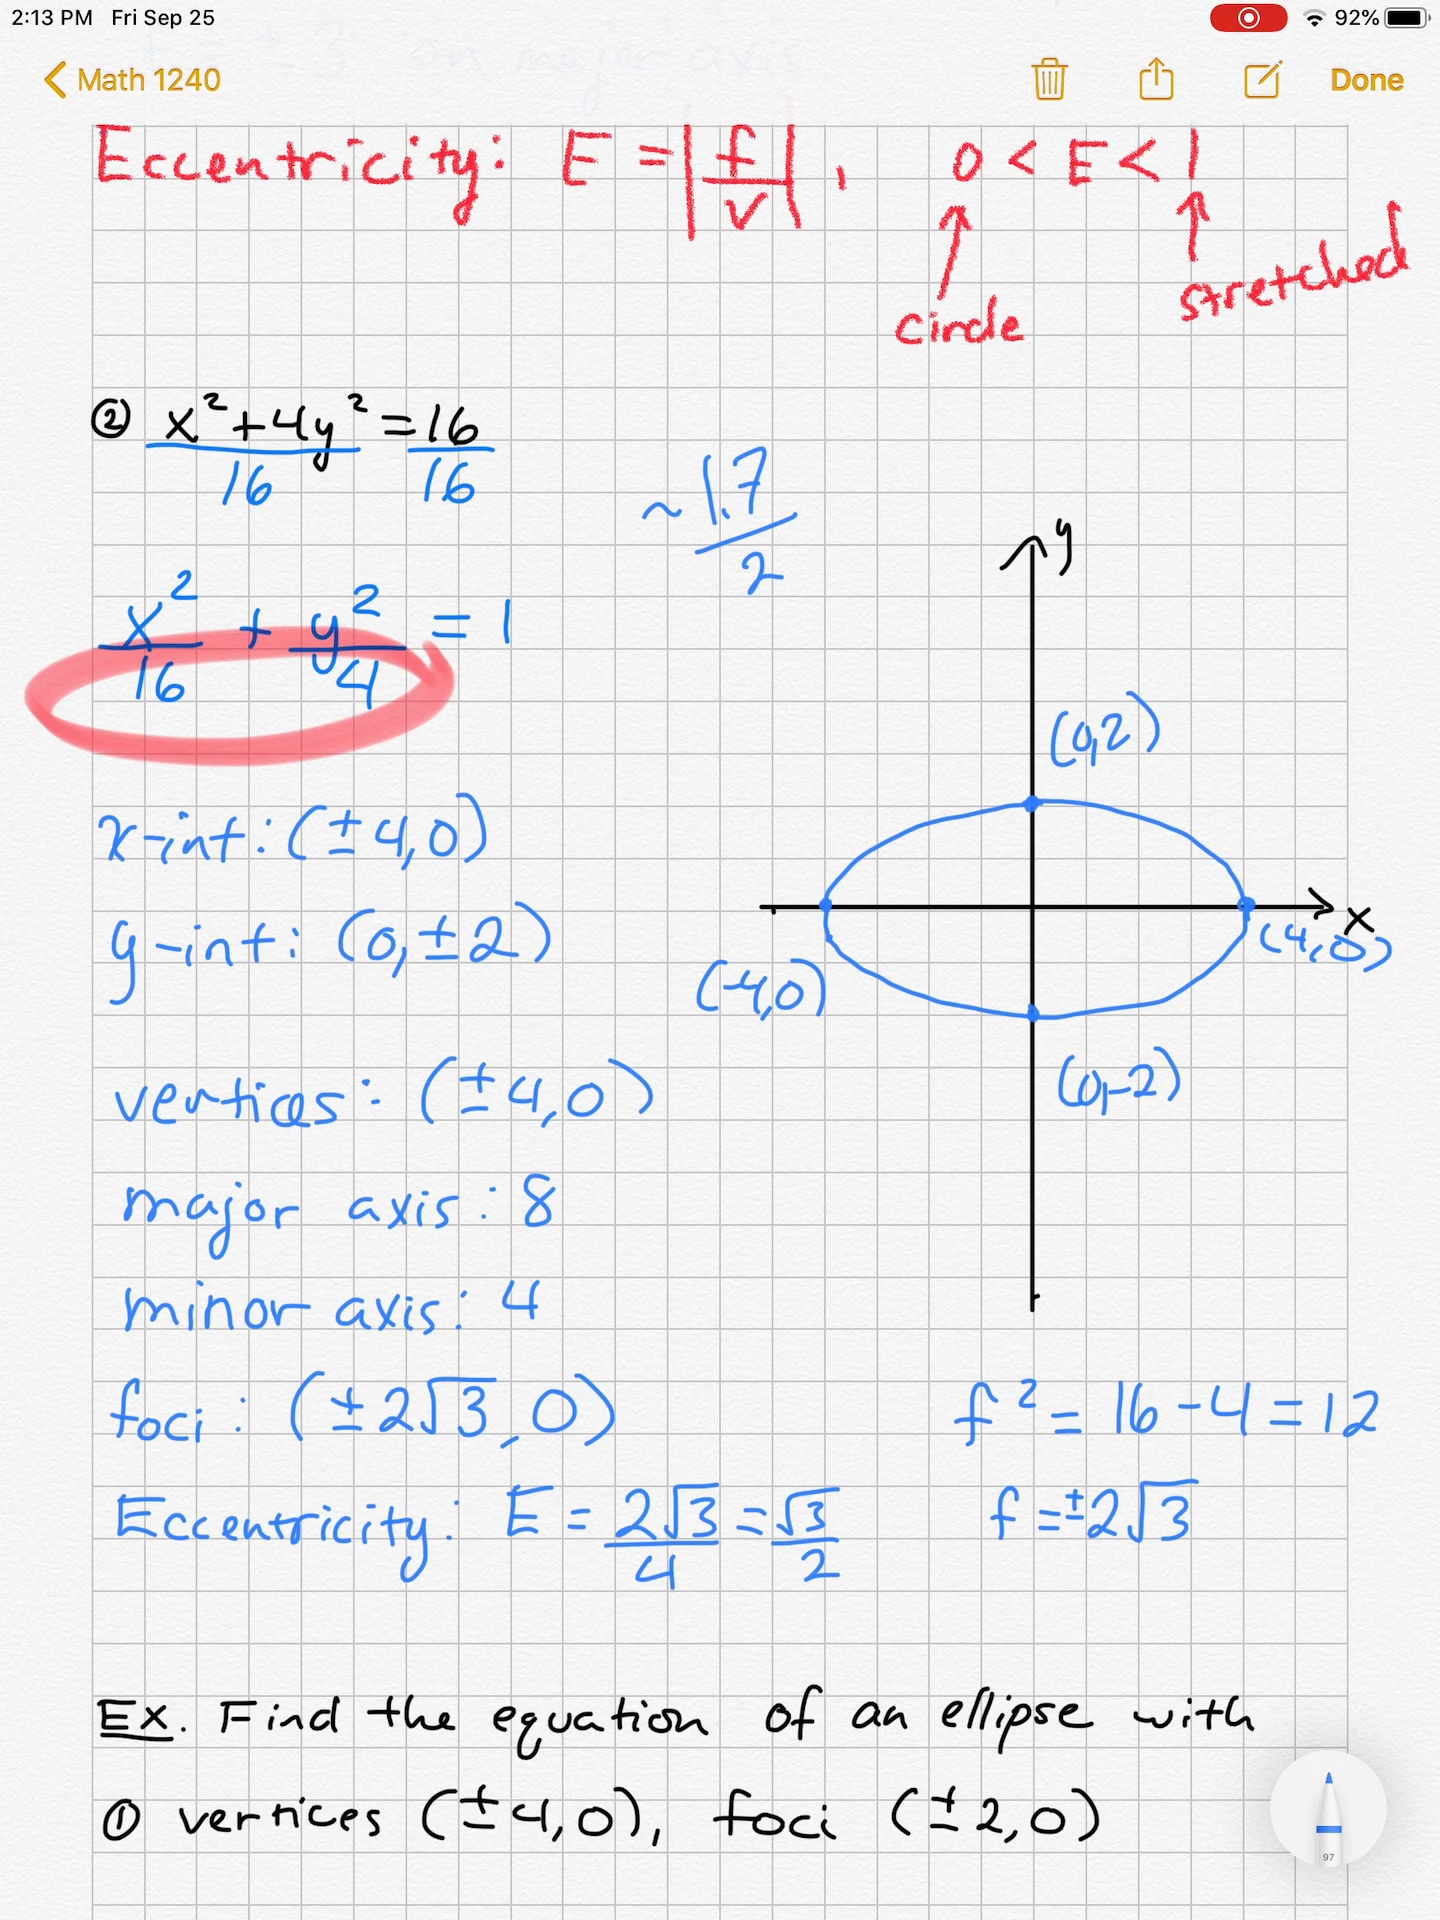 2:13 PM Fri Sep 25 92%
Math 1240 Done
Eccentricity: E = |f/v|, 0 < E < 1
circle stretched
② x²+4y²=16
16 16
~ 1.7/2
x²/16 + y²/4 = 1
y
(0,2)
x-int: (±4,0)
x
y-int: (0,±2)
(4,0)
(-4,0)
vertices: (±4,0)
(0,-2)
major axis: 8
minor axis: 4
foci: (±2√3,0) f² = 16-4=12
Eccentricity: E = 2√3/4 = √3/2 f = ±2√3
Ex. Find the equation of an ellipse with
① vertices (±4,0), foci (±2,0)
97